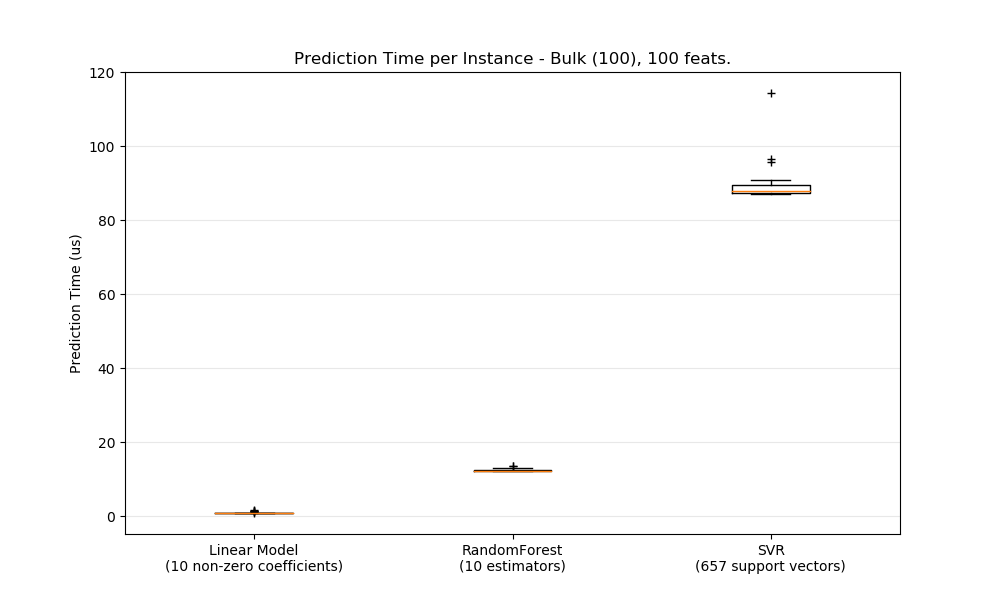 Prediction Time per Instance - Bulk (100), 100 feats.
120
100
80
60
40
20
0
Prediction Time (us)
Linear Model
(10 non-zero coefficients)
RandomForest
(10 estimators)
SVR
(657 support vectors)